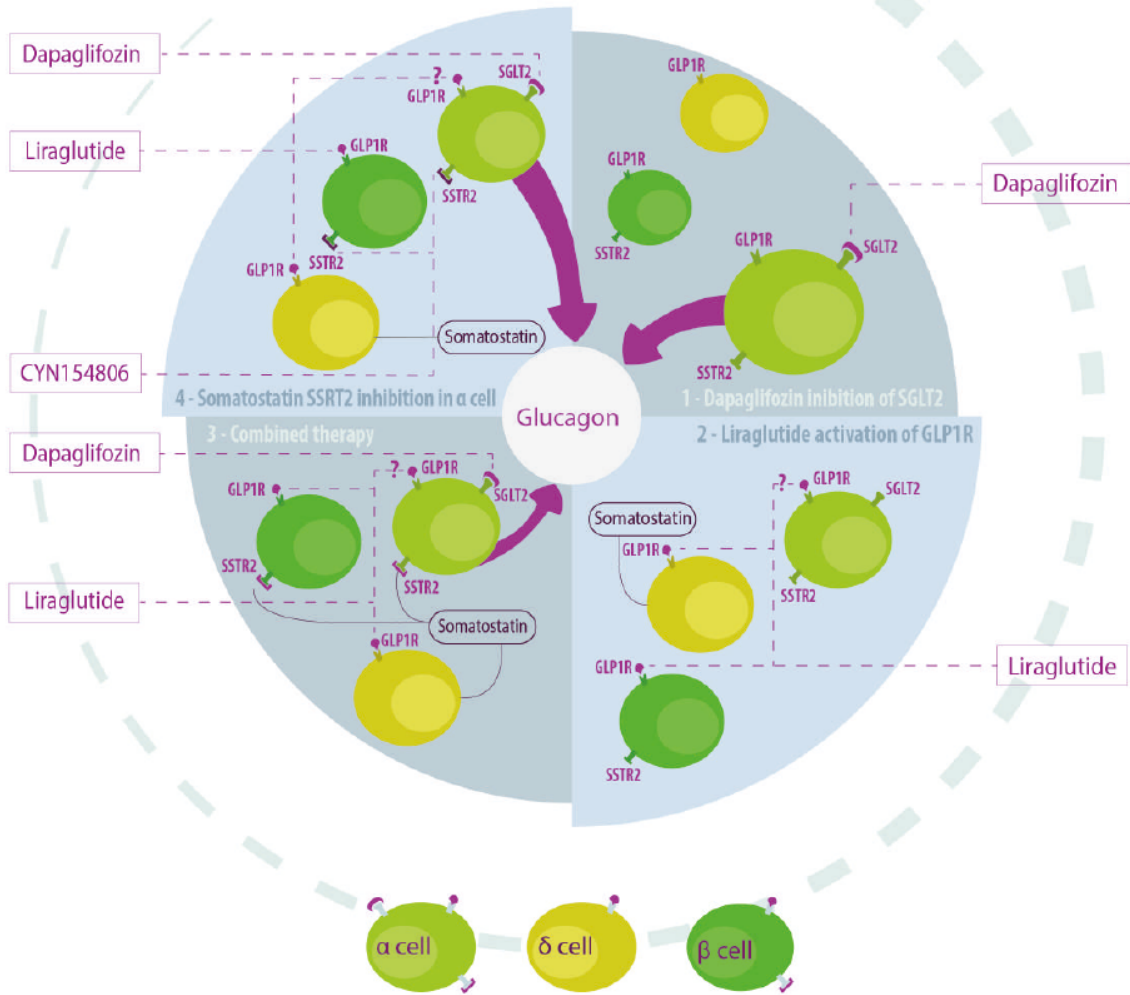 Dapaglifozin
?
SGLT2
GLP1R
GLP1R
Liraglutide
GLP1R
SSTR2
SSTR2
GLP1R
Somatostatin
CYN154806
4 - Somatostatin SSRT2 inhibition in α cell
GLP1R
GLP1R
Dapaglifozin
SSTR2
GLP1R
SGLT2
SSTR2
1 - Dapaglifozin inibition of SGLT2
Glucagon
3 - Combined therapy
Dapaglifozin
?
GLP1R
SGLT2
GLP1R
SSTR2
SSTR2
Liraglutide
Somatostatin
GLP1R
2 - Liraglutide activation of GLP1R
?
GLP1R
SGLT2
Somatostatin
GLP1R
SSTR2
GLP1R
Liraglutide
SSTR2
α cell
δ cell
β cell